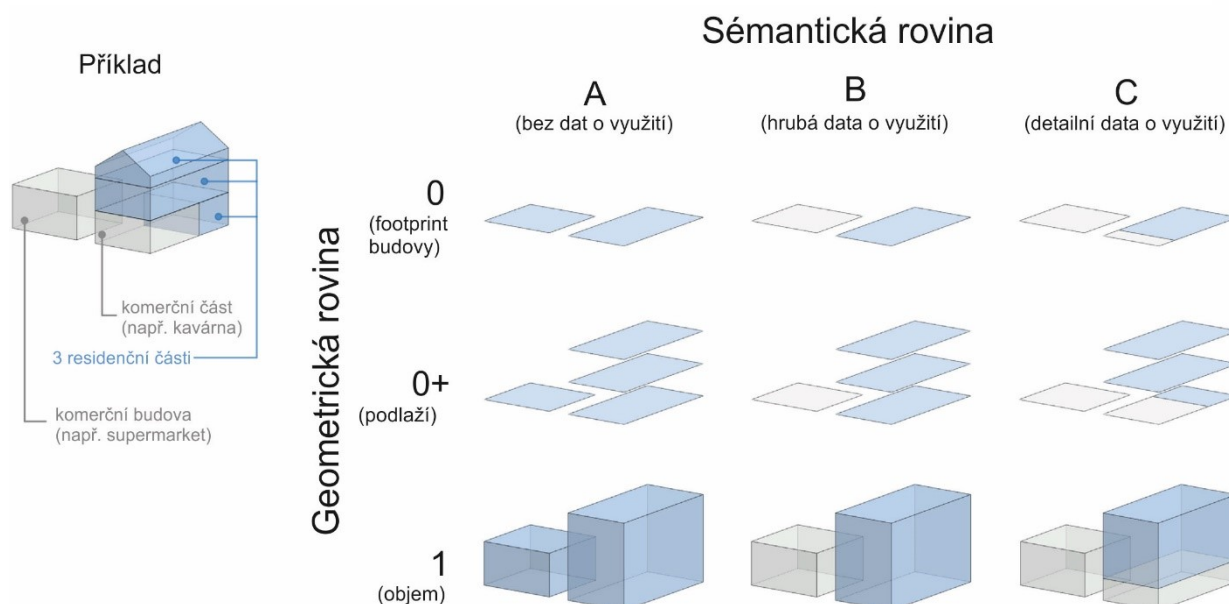 Sémantická rovina
Příklad
A
(bez dat o využití)
B
(hrubá data o využití)
C
(detailní data o využití)
Geometrická rovina
0
(footprint
budovy)
0+
(podlaží)
1
(objem)
komerční část
(např. kavárna)
3 residenční části
komerční budova
(např. supermarket)